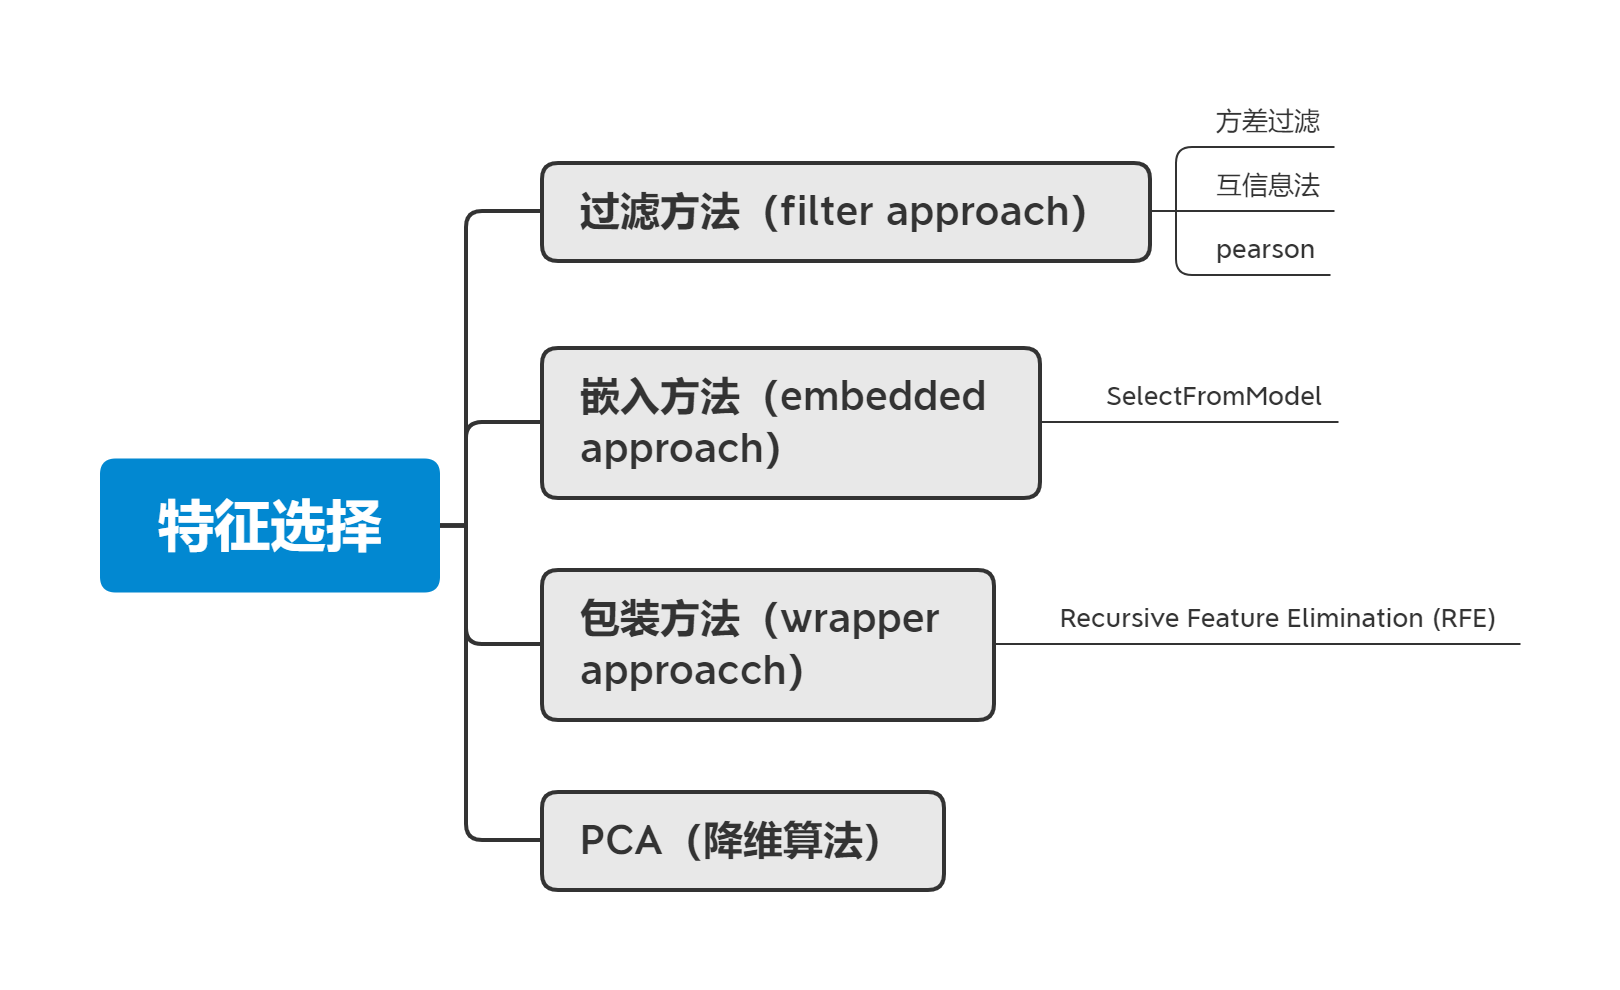 特征选择
过滤方法（filter approach）
方差过滤
互信息法
pearson
嵌入方法（embedded
approach）
SelectFromModel
包装方法（wrapper
approacch）
Recursive Feature Elimination (RFE)
PCA（降维算法）